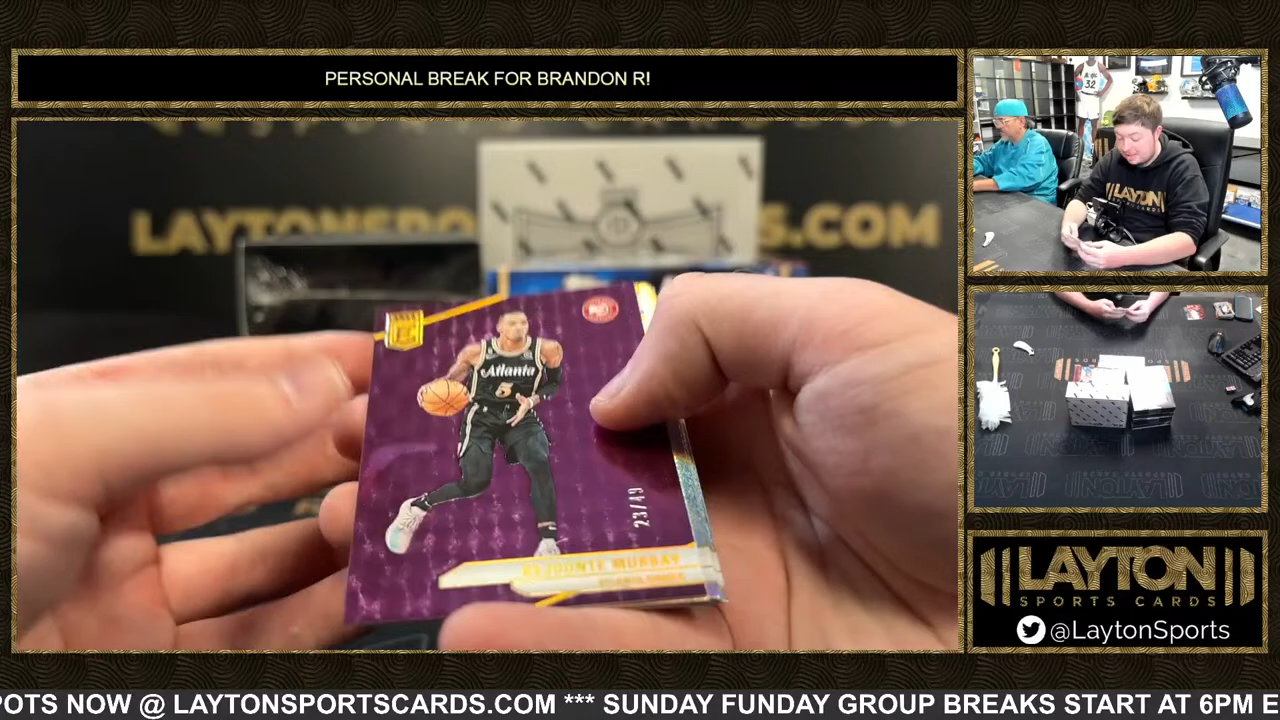 PERSONAL BREAK FOR BRANDON R!
LAYTONSPO
S.COM
Atlanta
5
23/49
DEJOUNTE MURRAY
32
LAYTON
LAYTON
SPORTS CARDS
@LaytonSports
POTS NOW @ LAYTONSPORTSCARDS.COM *** SUNDAY FUNDAY GROUP BREAKS START AT 6PM E